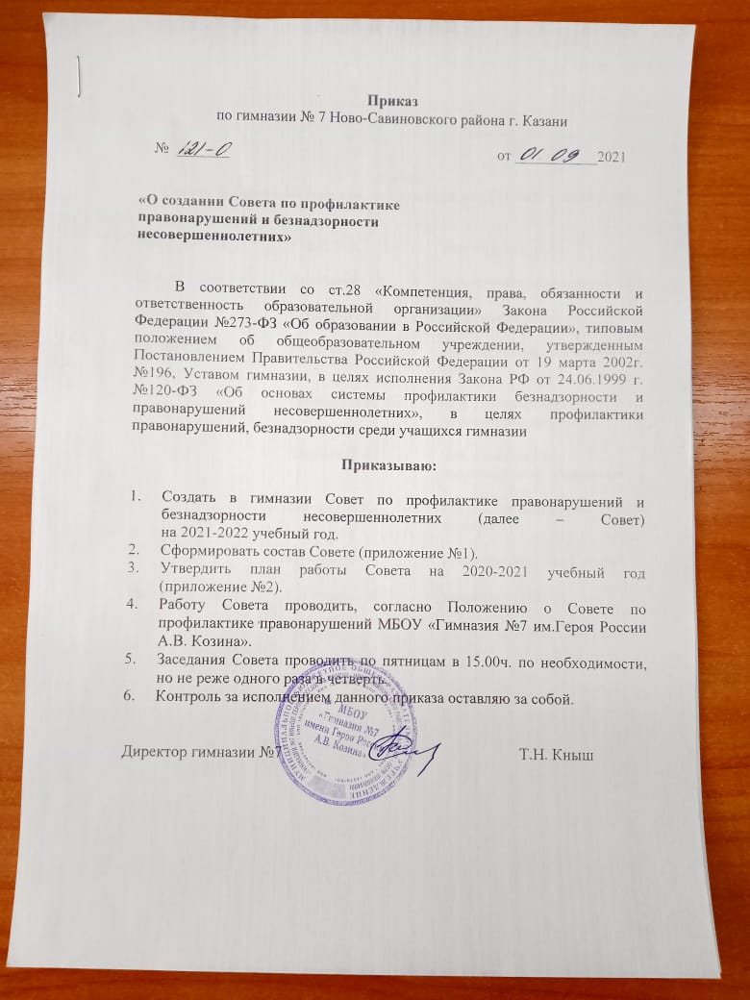 Приказ
по гимназии № 7 Ново-Савиновского района г. Казани
№ 121-О от 01.09 2021
«О создании Совета по профилактике
правонарушений и безнадзорности
несовершеннолетних»
В соответствии со ст.28 «Компетенция, права, обязанности и
ответственность образовательной организации» Закона Российской
Федерации №273-ФЗ «Об образовании в Российской Федерации», типовым
положением об общеобразовательном учреждении, утвержденным
Постановлением Правительства Российской Федерации от 19 марта 2002г.
№196, Уставом гимназии, в целях исполнения Закона РФ от 24.06.1999 г.
№120-ФЗ «Об основах системы профилактики безнадзорности и
правонарушений несовершеннолетних», в целях профилактики
правонарушений, безнадзорности среди учащихся гимназии
Приказываю:
1. Создать в гимназии Совет по профилактике правонарушений и
безнадзорности несовершеннолетних (далее – Совет)
на 2021-2022 учебный год.
2. Сформировать состав Совете (приложение №1).
3. Утвердить план работы Совета на 2020-2021 учебный год
(приложение №2).
4. Работу Совета проводить, согласно Положению о Совете по
профилактике правонарушений МБОУ «Гимназия №7 им.Героя России
А.В. Козина».
5. Заседания Совета проводить по пятницам в 15.00ч. по необходимости,
но не реже одного раза в четверть.
6. Контроль за исполнением данного приказа оставляю за собой.
МБОУ
«Гимназия №7
имени Героя России
А.В. Козина»
Директор гимназии №7 Т.Н. Кныш